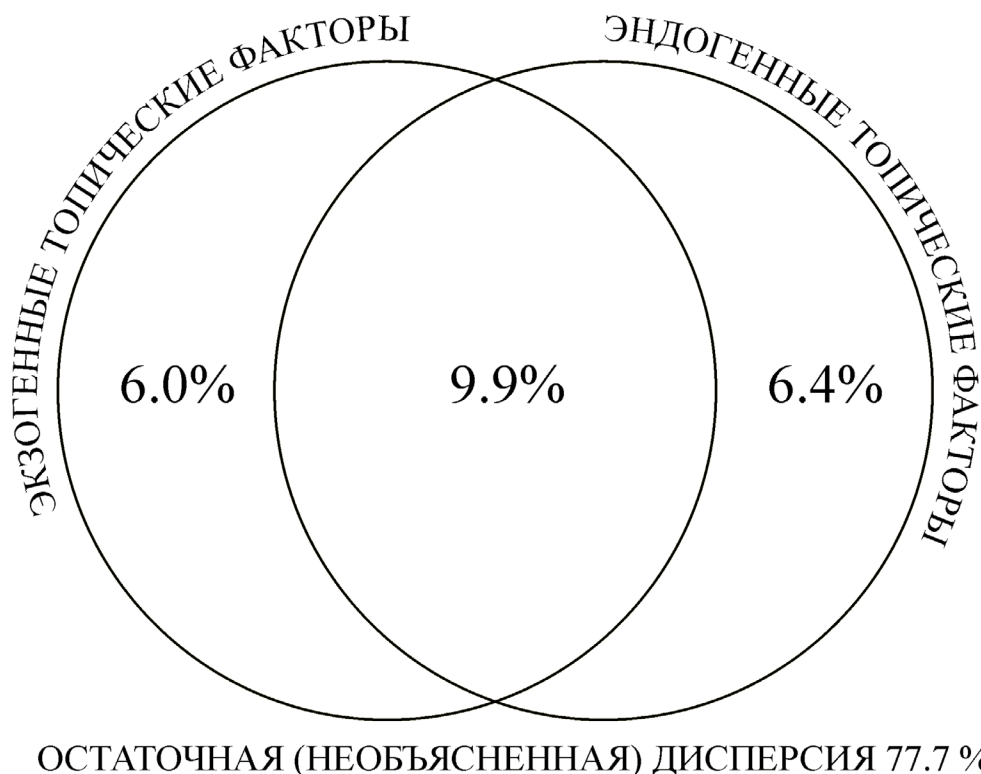 ЭКЗОГЕННЫЕ ТОПИЧЕСКИЕ ФАКТОРЫ
ЭНДОГЕННЫЕ ТОПИЧЕСКИЕ ФАКТОРЫ
6.0%
9.9%
6.4%
ОСТАТОЧНАЯ (НЕОБЪЯСНЕННАЯ) ДИСПЕРСИЯ 77.7 %